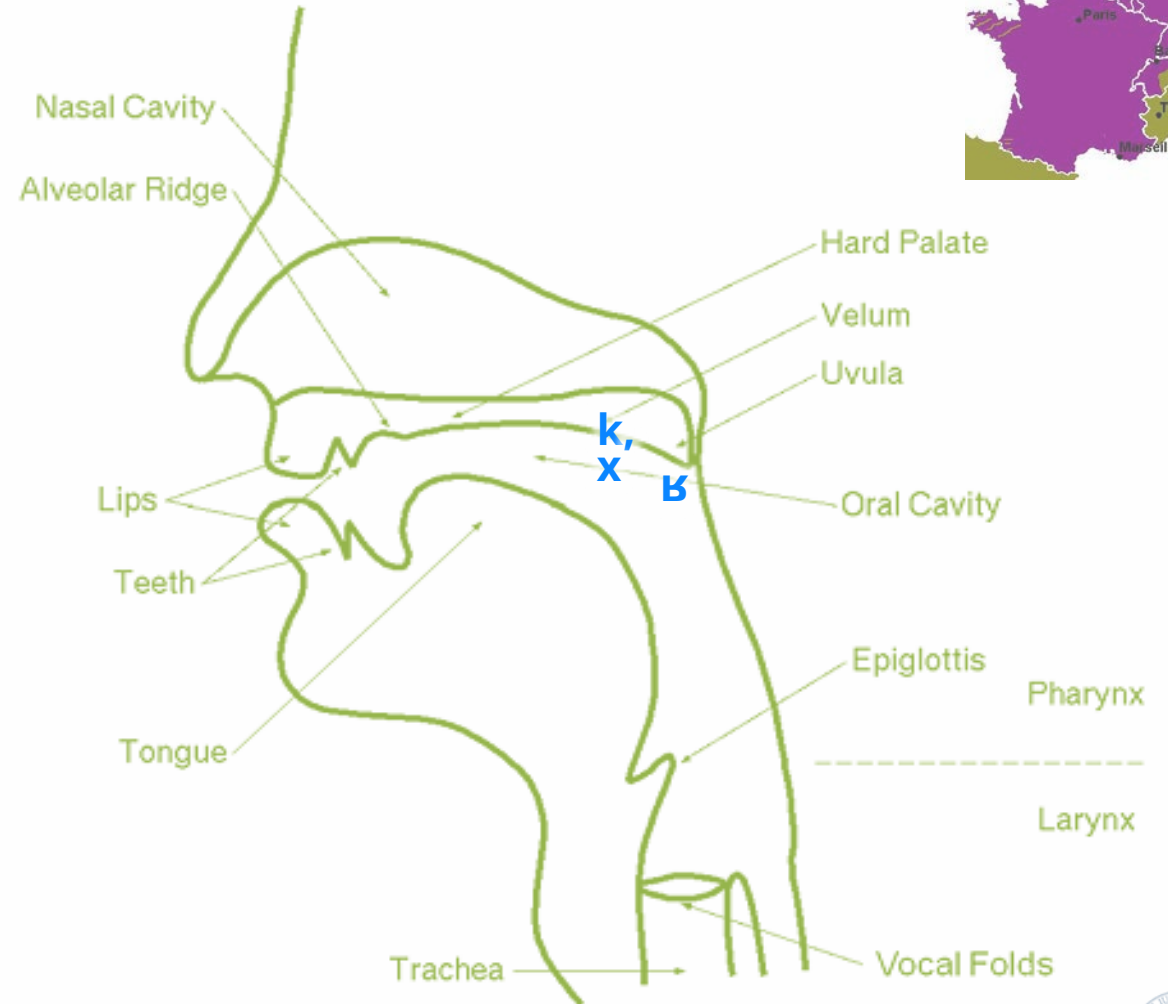 Paris
Ba
T
Marseil
Nasal Cavity
Alveolar Ridge
Hard Palate
Velum
Uvula
k,
x
ʁ
Lips
Oral Cavity
Teeth
Epiglottis
Pharynx
Tongue
Larynx
Vocal Folds
Trachea